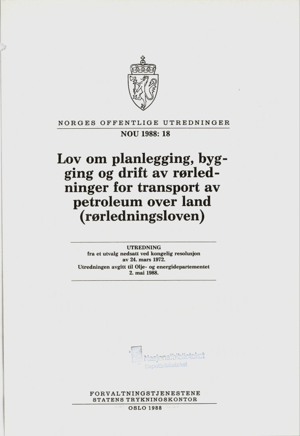 NORGES OFFENTLIGE UTREDNINGER
NOU 1988: 18
Lov om planlegging, byg-
ging og drift av rørled-
ninger for transport av
petroleum over land
(rørledningsloven)
UTREDNING
fra et utvalg nedsatt ved kongelig resolusjon
av 24. mars 1972.
Utredningen avgitt til Olje- og energidepartementet
2. mai 1988.
Nasjonalbiblioteket
FORVALTNINGSTJENESTENE
STATENS TRYKNINGSKONTOR
OSLO 1988